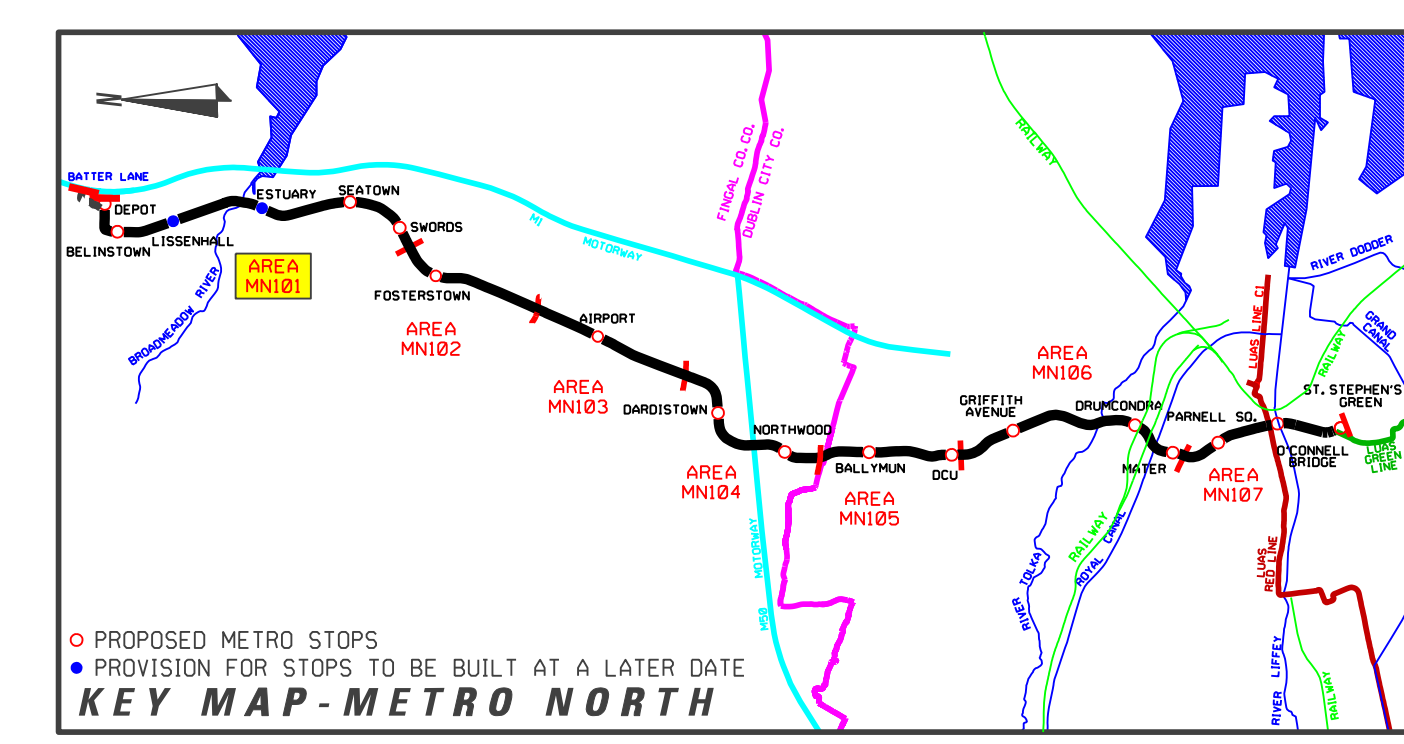 N
BATTER LANE
DEPOT
BELINSTOWN
LISSENHALL
ESTUARY
SEATOWN
SWORDS
AREA
MN101
BROADMEADOW RIVER
FOSTERSTOWN
AREA
MN102
AIRPORT
AREA
MN103
M1
MOTORWAY
FINGAL CO. CO.
DUBLIN CITY CO.
DARDISTOWN
NORTHWOOD
AREA
MN104
MOTORWAY
M50
BALLYMUN
AREA
MN105
DCU
GRIFFITH
AVENUE
AREA
MN106
DRUMCONDRA
MATER
PARNELL SO.
AREA
MN107
RAILWAY
RIVER TOLKA
RAILWAY
ROYAL CANAL
LUAS LINE C1
RIVER DODDER
GRAND
CANAL
RAILWAY
ST. STEPHEN'S
GREEN
O'CONNELL
BRIDGE
LUAS
GREEN
LINE
LUAS
RED LINE
RIVER LIFFEY
RAILWAY
PROPOSED METRO STOPS
PROVISION FOR STOPS TO BE BUILT AT A LATER DATE
KEY MAP-METRO NORTH